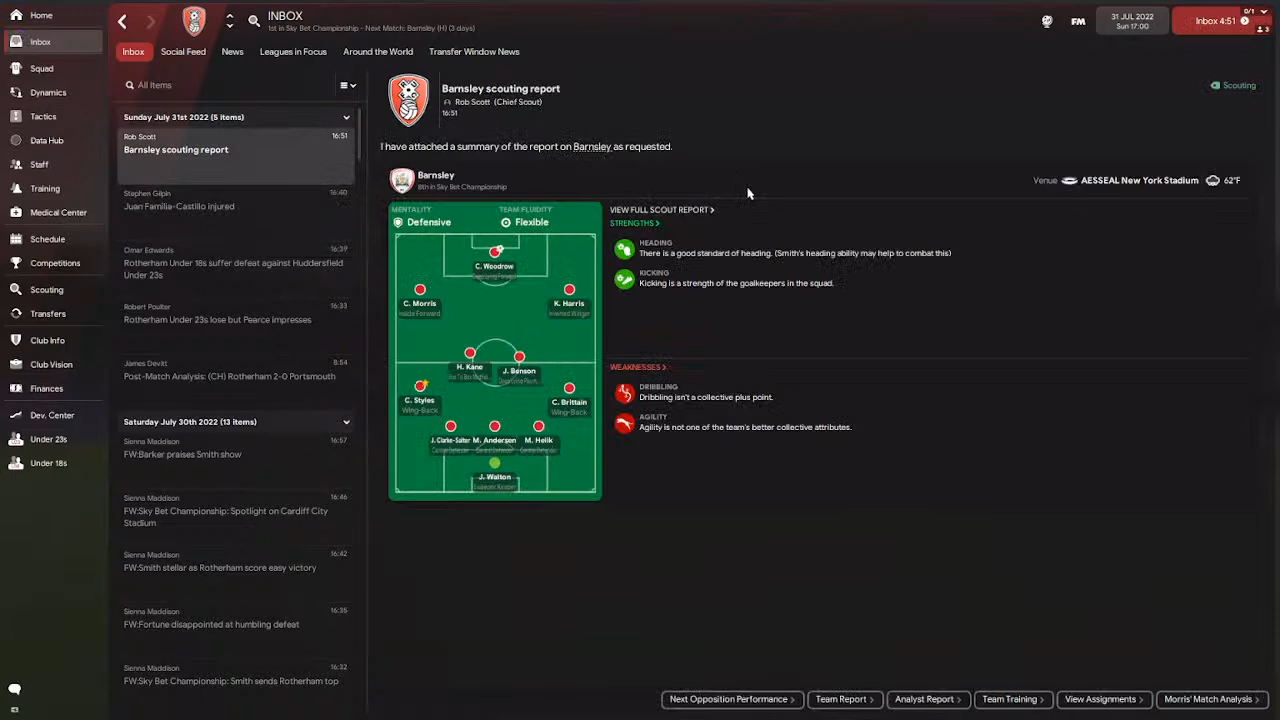 Home
Inbox
Squad
Dynamics
Tactics
Data Hub
Staff
Training
Medical Center
Schedule
Competitions
Scouting
Transfers
Club Info
Club Vision
Finances
Dev. Center
Under 23s
Under 18s
INBOX
1st in Sky Bet Championship - Next Match: Barnsley (H) (3 days)
FM
31 JUL 2022
Sun 17:00
Inbox 4:51
0/1
3
Inbox
Social Feed
News
Leagues in Focus
Around the World
Transfer Window News
All Items
Sunday July 31st 2022 (5 items)
Rob Scott 16:51
Barnsley scouting report
Stephen Gilpin 16:40
Juan Familia-Castillo injured
Omar Edwards 16:39
Rotherham Under 18s suffer defeat against Huddersfield
Under 23s
Robert Poulter 16:33
Rotherham Under 23s lose but Pearce impresses
James Devitt 8:54
Post-Match Analysis: (CH) Rotherham 2-0 Portsmouth
Saturday July 30th 2022 (13 items)
Sienna Maddison 16:57
FW:Barker praises Smith show
Sienna Maddison 16:46
FW:Sky Bet Championship: Spotlight on Cardiff City
Stadium
Sienna Maddison 16:42
FW:Smith stellar as Rotherham score easy victory
Sienna Maddison 16:35
FW:Fortune disappointed at humbling defeat
Sienna Maddison 16:32
FW:Sky Bet Championship: Smith sends Rotherham top
Barnsley scouting report
Rob Scott (Chief Scout)
16:51
Scouting
I have attached a summary of the report on Barnsley as requested.
Barnsley
8th in Sky Bet Championship
Venue AESSEAL New York Stadium 62°F
MENTALITY
Defensive
TEAM FLUIDITY
Flexible
C. Woodrow
C. Morris
Inside Forward
K. Harris
Inverted Winger
H. Kane
J. Benson
C. Styles
Wing-Back
C. Brittain
Wing-Back
J. Clarke-Salter
M. Andersen
M. Helik
J. Walton
VIEW FULL SCOUT REPORT
STRENGTHS
HEADING
There is a good standard of heading. (Smith's heading ability may help to combat this)
KICKING
Kicking is a strength of the goalkeepers in the squad.
WEAKNESSES
DRIBBLING
Dribbling isn't a collective plus point.
AGILITY
Agility is not one of the team's better collective attributes.
Next Opposition Performance
Team Report
Analyst Report
Team Training
View Assignments
Morris' Match Analysis